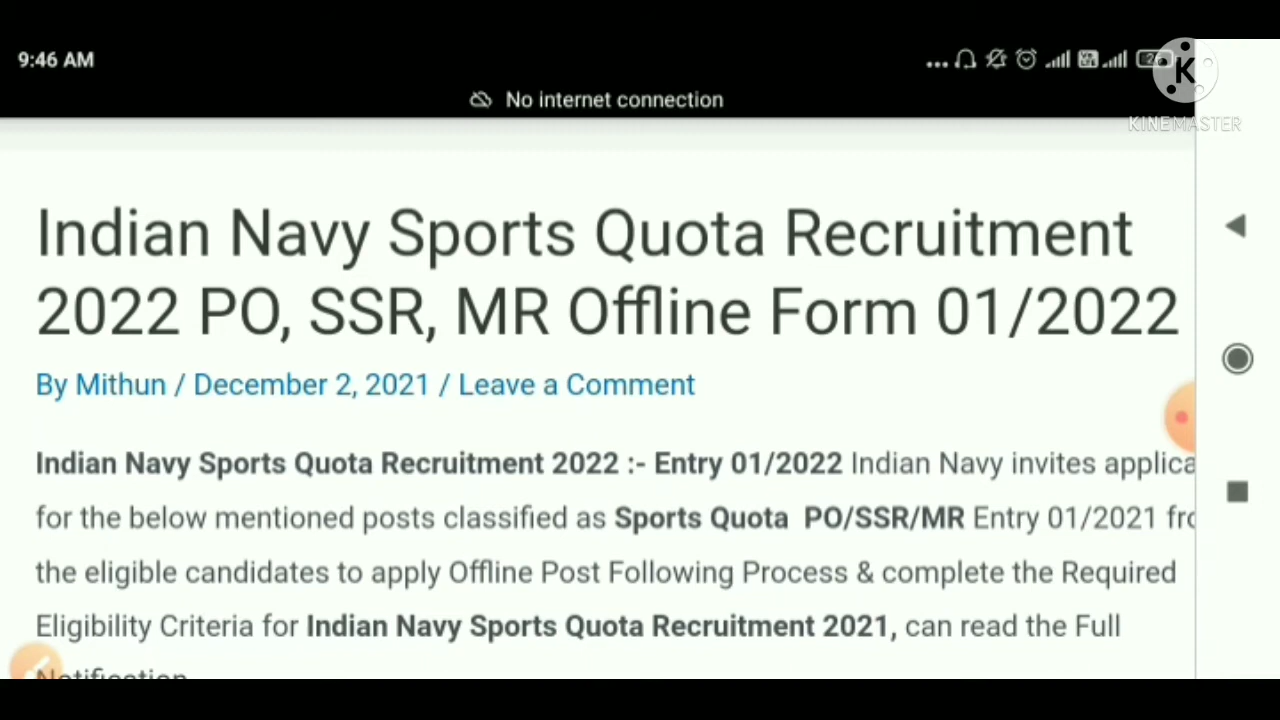 9:46 AM
No internet connection
K
KINEMASTER
Indian Navy Sports Quota Recruitment
2022 PO, SSR, MR Offline Form 01/2022
By Mithun / December 2, 2021 / Leave a Comment
Indian Navy Sports Quota Recruitment 2022 :- Entry 01/2022 Indian Navy invites applica
for the below mentioned posts classified as Sports Quota PO/SSR/MR Entry 01/2021 fro
the eligible candidates to apply Offline Post Following Process & complete the Required
Eligibility Criteria for Indian Navy Sports Quota Recruitment 2021, can read the Full
Notification